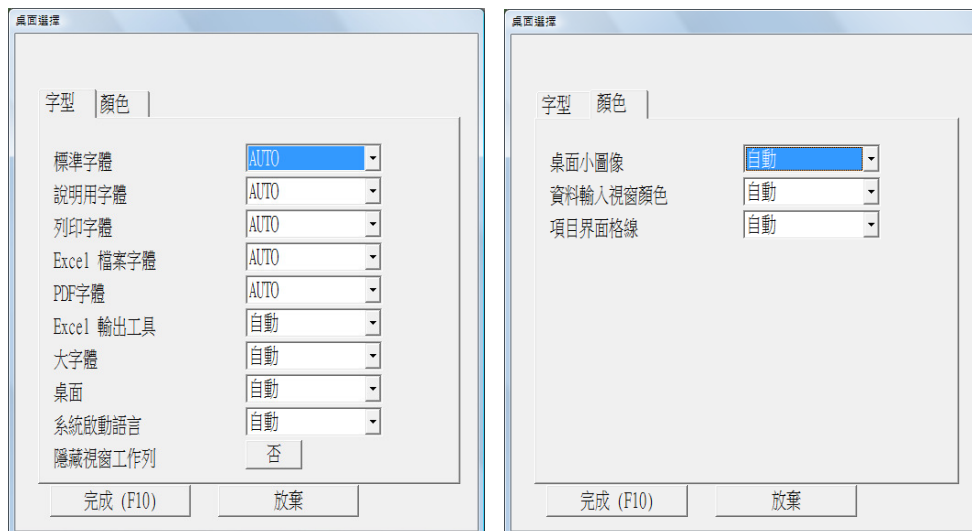 桌面選擇
字型 顏色
標準字體 AUTO
說明用字體 AUTO
列印字體 AUTO
Excel 檔案字體 AUTO
PDF字體 AUTO
Excel 輸出工具 自動
大字體 自動
桌面 自動
系統啟動語言 自動
隱藏視窗工作列 否
完成 (F10) 放棄
桌面選擇
字型 顏色
桌面小圖像 自動
資料輸入視窗顏色 自動
項目界面格線 自動
完成 (F10) 放棄